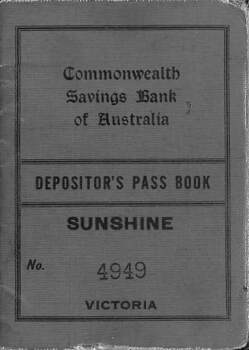 Commonwealth
Savings Bank
of Australia
DEPOSITOR'S PASS BOOK
SUNSHINE
No. 4949
VICTORIA